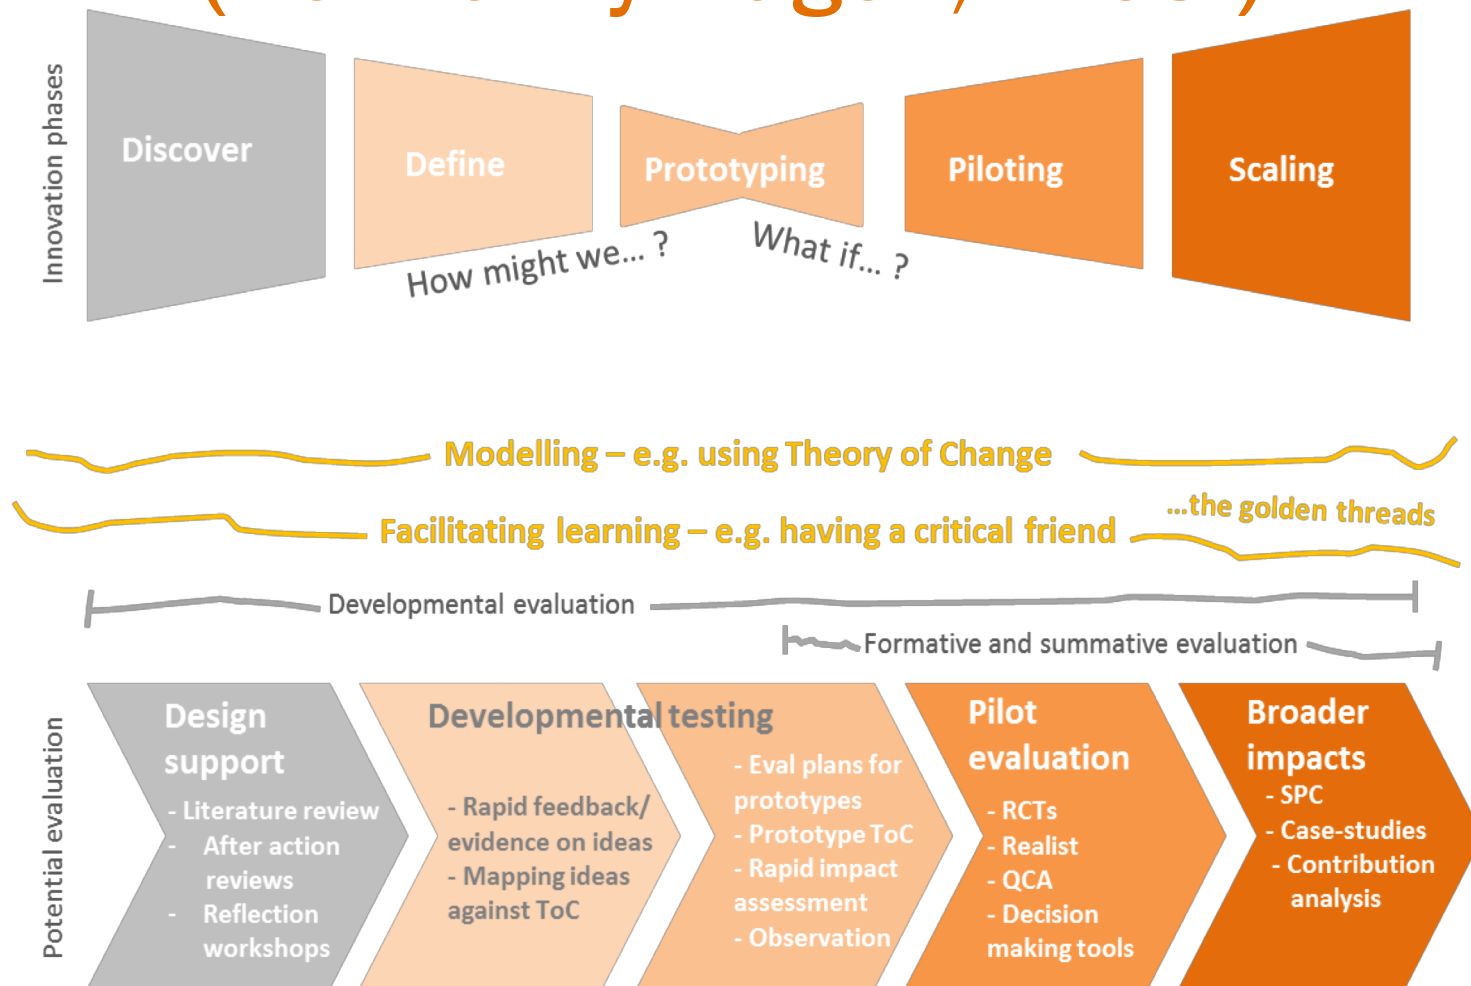 Innovation phases
Discover
Define
Prototyping
Piloting
Scaling
How might we... ?
What if... ?
Modelling – e.g. using Theory of Change
...the golden threads
Facilitating learning – e.g. having a critical friend
Developmental evaluation
Formative and summative evaluation
Potential evaluation
Design
support
- Literature review
- After action
reviews
- Reflection
workshops
Developmental testing
- Rapid feedback/
evidence on ideas
- Mapping ideas
against ToC
- Eval plans for
prototypes
- Prototype ToC
- Rapid impact
assessment
- Observation
Pilot
evaluation
- RCTs
- Realist
- QCA
- Decision
making tools
Broader
impacts
- SPC
- Case-studies
- Contribution
analysis